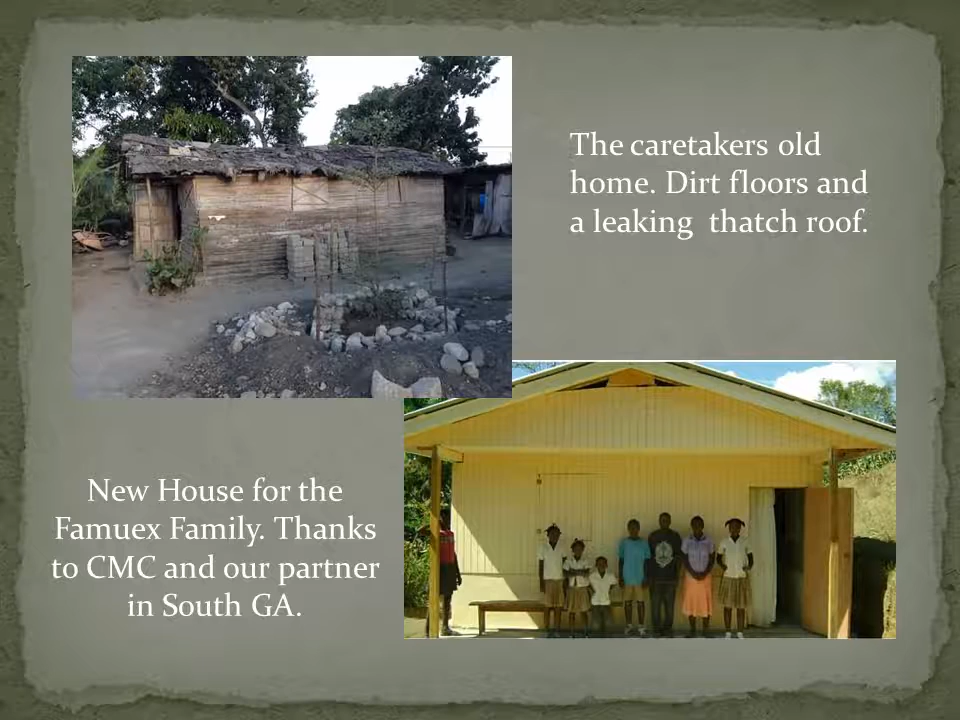 The caretakers old
home. Dirt floors and
a leaking  thatch roof.
New House for the
Famuex Family. Thanks
to CMC and our partner
in South GA.